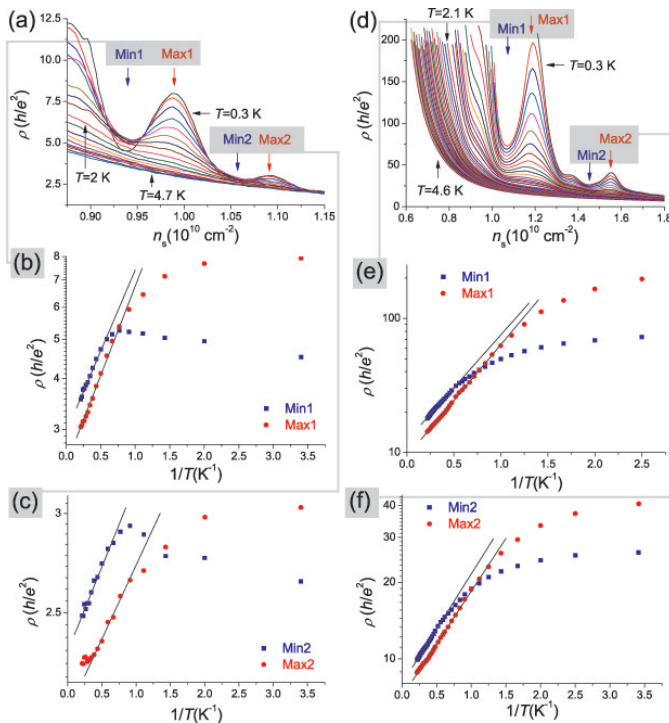 (a)
12.5
10.0
7.5
5.0
2.5
ρ (h/e²)
Min1
Max1
T=0.3 K
Min2
Max2
T=2 K
T=4.7 K
0.90 0.95 1.00 1.05 1.10 1.15
nₛ(10¹⁰ cm⁻²)
(d)
T=2.1 K
Min1
Max1
200
150
100
50
0
ρ (h/e²)
T=0.3 K
Max2
Min2
T=4.6 K
0.6 0.8 1.0 1.2 1.4 1.6 1.8
nₛ(10¹⁰ cm⁻²)
(b)
8
7
6
5
4
3
ρ (h/e²)
Min1
Max1
0.0 0.5 1.0 1.5 2.0 2.5 3.0 3.5
1/T(K⁻¹)
(e)
Min1
Max1
100
10
ρ (h/e²)
0.0 0.5 1.0 1.5 2.0 2.5
1/T(K⁻¹)
(c)
3
2.5
2
ρ (h/e²)
Min2
Max2
0.0 0.5 1.0 1.5 2.0 2.5 3.0 3.5
1/T(K⁻¹)
(f)
Min2
Max2
40
30
20
10
ρ (h/e²)
0.0 0.5 1.0 1.5 2.0 2.5 3.0 3.5
1/T(K⁻¹)